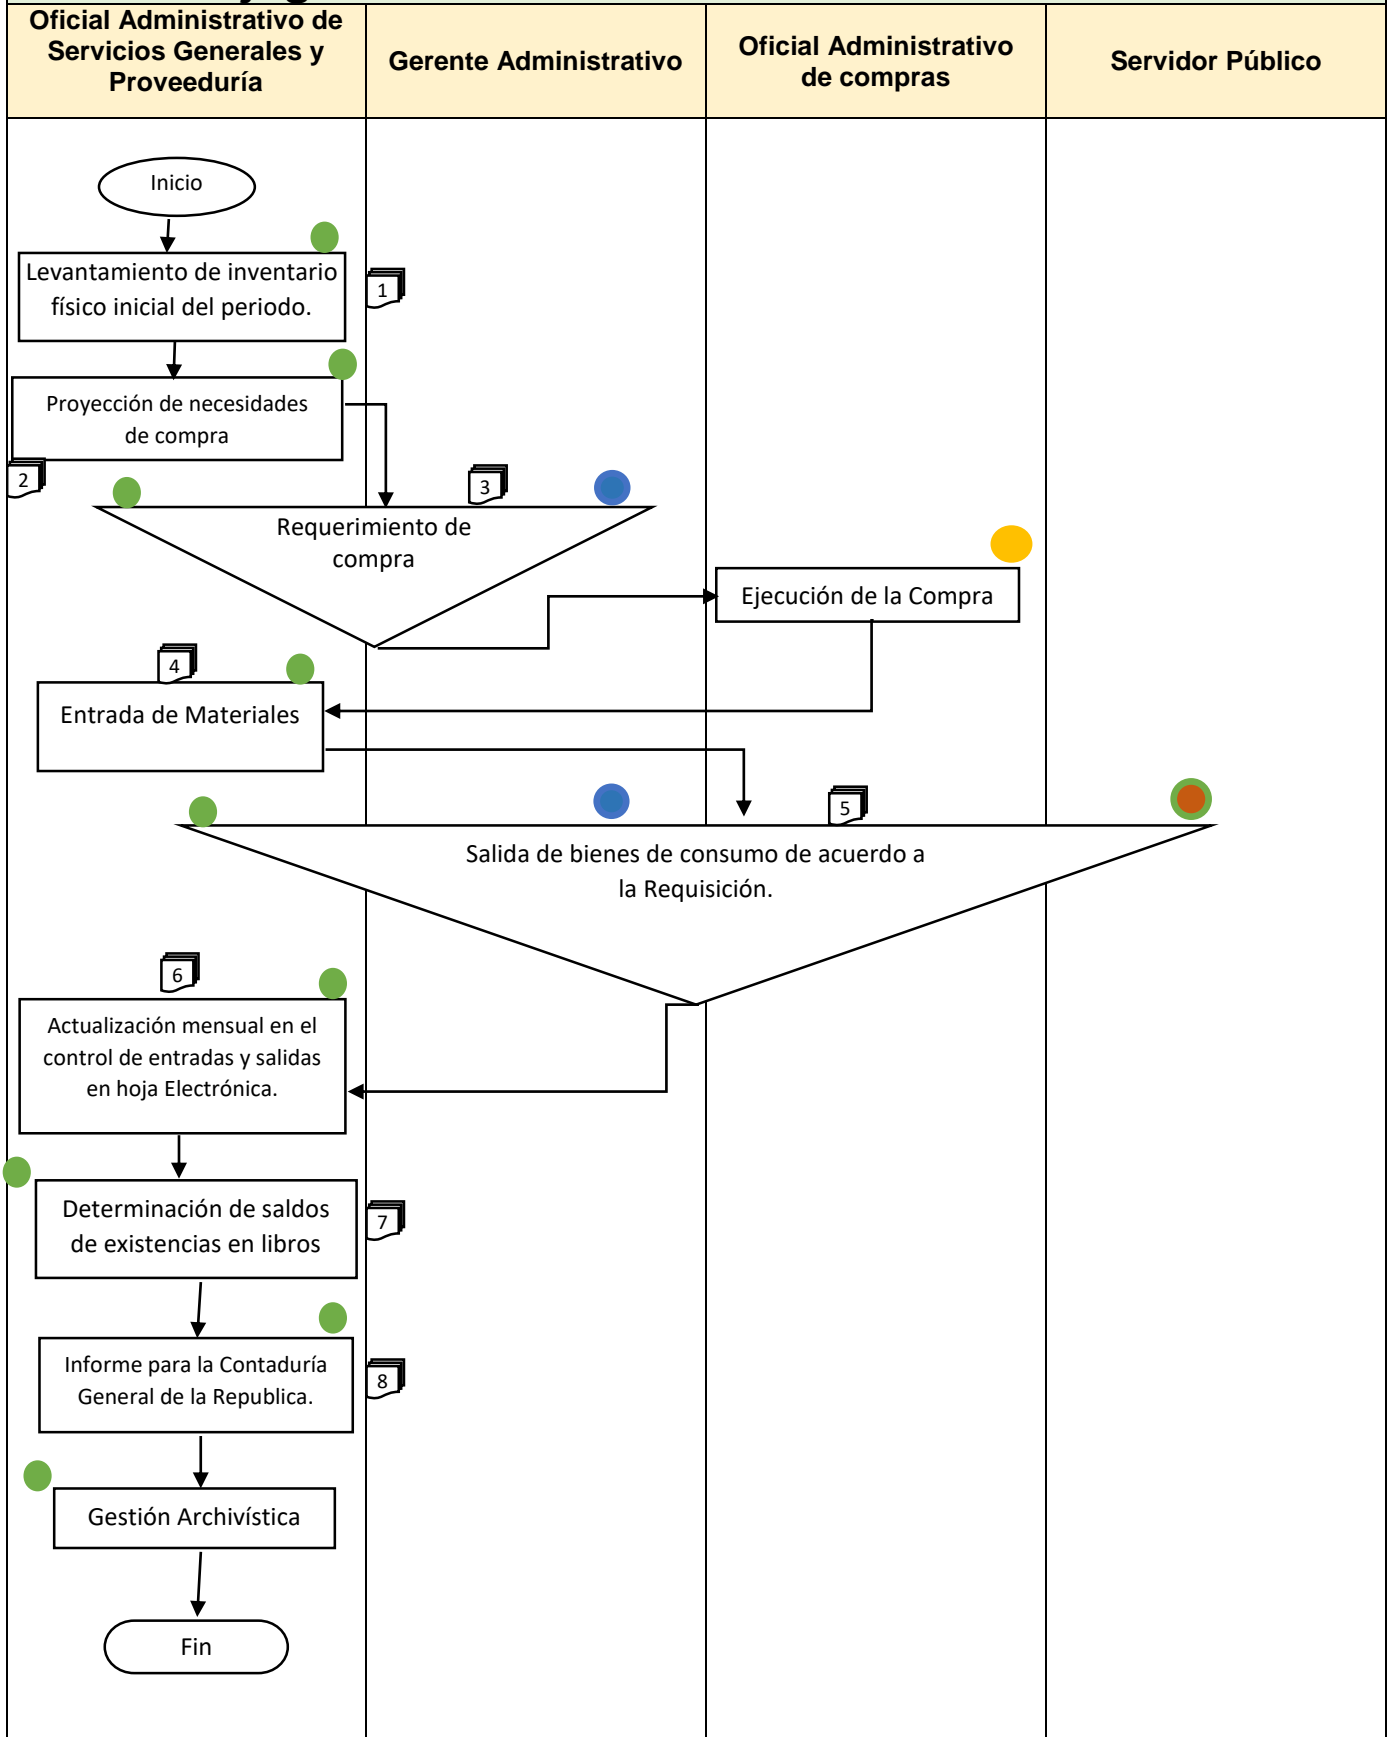 Oficial Administrativo de
Servicios Generales y
Proveeduría
Gerente Administrativo
Oficial Administrativo
de compras
Servidor Público
Inicio
Levantamiento de inventario
físico inicial del periodo.
1
Proyección de necesidades
de compra
2
3
Requerimiento de
compra
Ejecución de la Compra
4
Entrada de Materiales
5
Salida de bienes de consumo de acuerdo a
la Requisición.
6
Actualización mensual en el
control de entradas y salidas
en hoja Electrónica.
Determinación de saldos
de existencias en libros
7
Informe para la Contaduría
General de la Republica.
8
Gestión Archivística
Fin